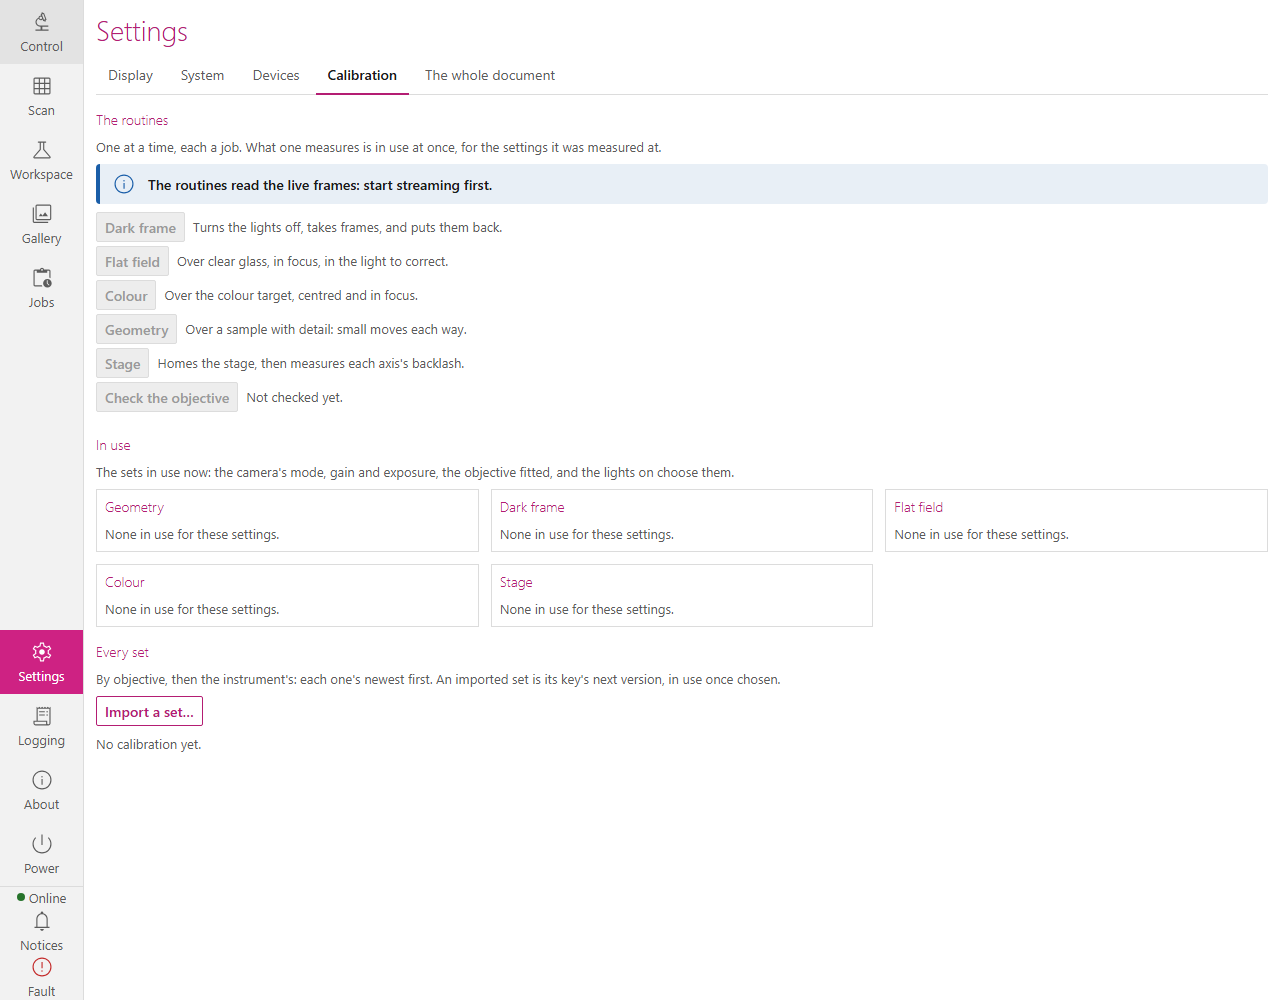 Control
Scan
Workspace
Gallery
Jobs
Settings
Logging
About
Power
Online
Notices
Fault
Settings
Display System Devices Calibration The whole document
The routines
One at a time, each a job. What one measures is in use at once, for the settings it was measured at.
The routines read the live frames: start streaming first.
Dark frame Turns the lights off, takes frames, and puts them back.
Flat field Over clear glass, in focus, in the light to correct.
Colour Over the colour target, centred and in focus.
Geometry Over a sample with detail: small moves each way.
Stage Homes the stage, then measures each axis's backlash.
Check the objective Not checked yet.
In use
The sets in use now: the camera's mode, gain and exposure, the objective fitted, and the lights on choose them.
Geometry
None in use for these settings.
Dark frame
None in use for these settings.
Flat field
None in use for these settings.
Colour
None in use for these settings.
Stage
None in use for these settings.
Every set
By objective, then the instrument's: each one's newest first. An imported set is its key's next version, in use once chosen.
Import a set...
No calibration yet.